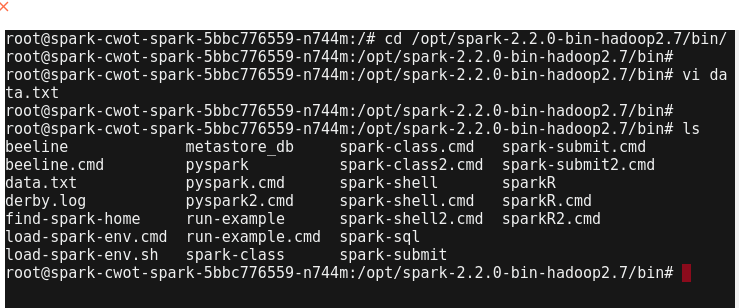 root@spark-cwot-spark-5bbc776559-n744m:/# cd /opt/spark-2.2.0-bin-hadoop2.7/bin/
root@spark-cwot-spark-5bbc776559-n744m:/opt/spark-2.2.0-bin-hadoop2.7/bin#
root@spark-cwot-spark-5bbc776559-n744m:/opt/spark-2.2.0-bin-hadoop2.7/bin# vi da
ta.txt
root@spark-cwot-spark-5bbc776559-n744m:/opt/spark-2.2.0-bin-hadoop2.7/bin#
root@spark-cwot-spark-5bbc776559-n744m:/opt/spark-2.2.0-bin-hadoop2.7/bin# ls
beeline             metastore_db     spark-class.cmd   spark-submit.cmd
beeline.cmd         pyspark          spark-class2.cmd  spark-submit2.cmd
data.txt            pyspark.cmd      spark-shell       sparkR
derby.log           pyspark2.cmd     spark-shell.cmd   sparkR.cmd
find-spark-home     run-example      spark-shell2.cmd  sparkR2.cmd
load-spark-env.cmd  run-example.cmd  spark-sql
load-spark-env.sh   spark-class      spark-submit
root@spark-cwot-spark-5bbc776559-n744m:/opt/spark-2.2.0-bin-hadoop2.7/bin#